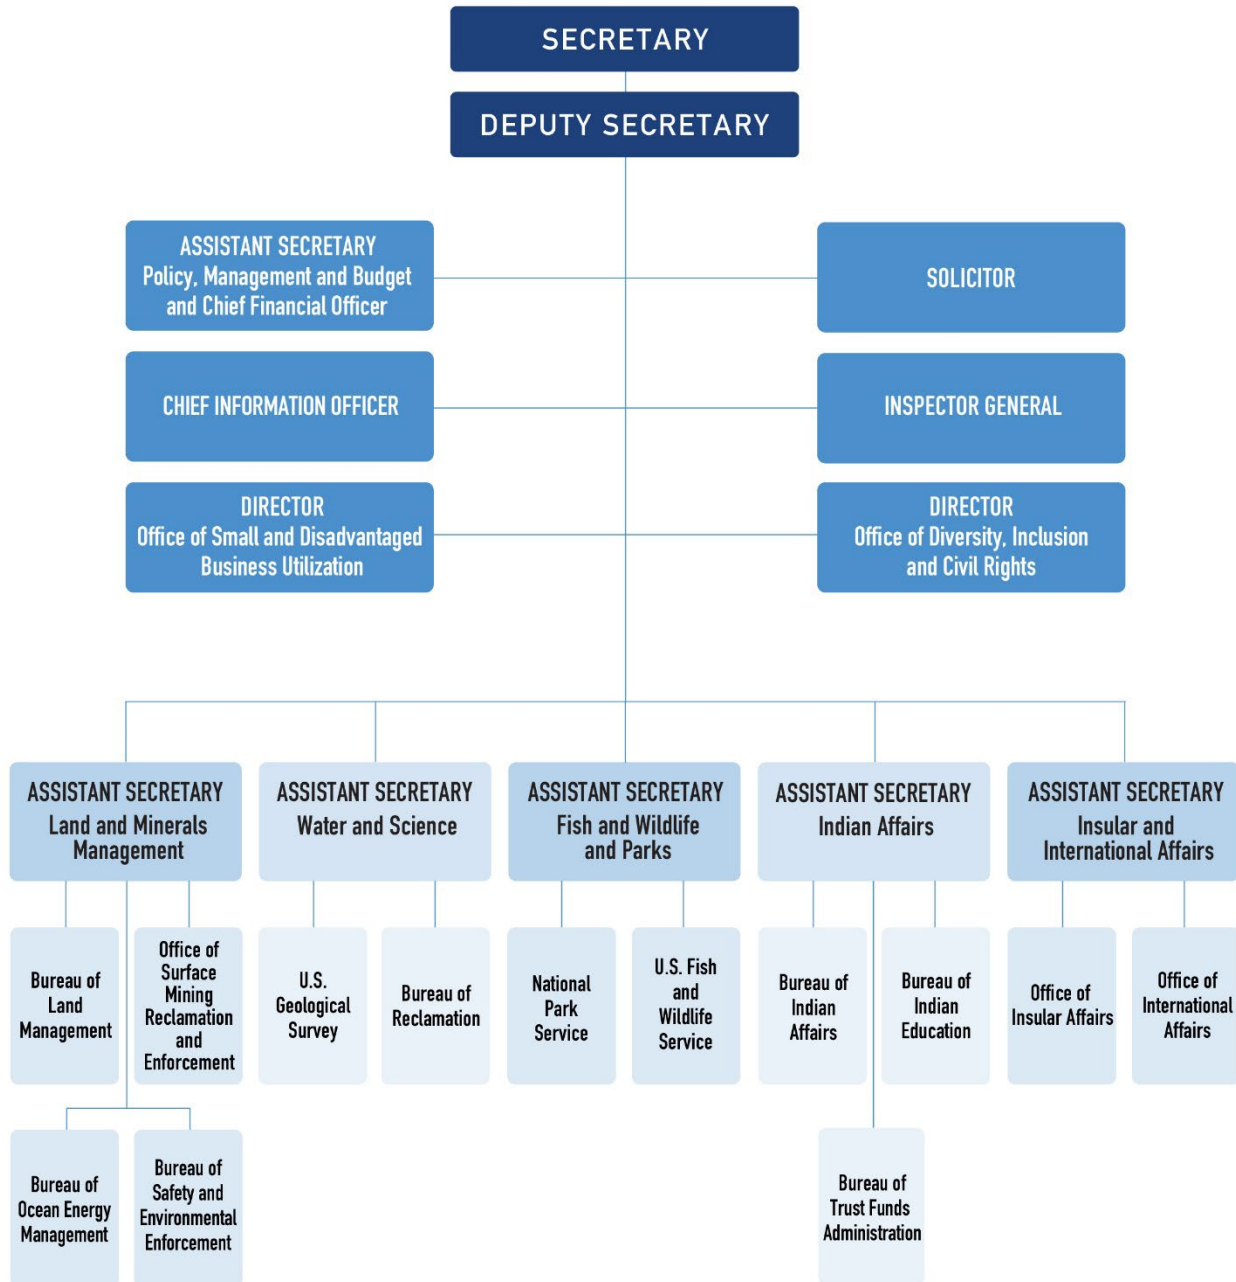 SECRETARY
DEPUTY SECRETARY
ASSISTANT SECRETARY
Policy, Management and Budget
and Chief Financial Officer
SOLICITOR
CHIEF INFORMATION OFFICER
INSPECTOR GENERAL
DIRECTOR
Office of Small and Disadvantaged
Business Utilization
DIRECTOR
Office of Diversity, Inclusion
and Civil Rights
ASSISTANT SECRETARY
Land and Minerals
Management
ASSISTANT SECRETARY
Water and Science
ASSISTANT SECRETARY
Fish and Wildlife
and Parks
ASSISTANT SECRETARY
Indian Affairs
ASSISTANT SECRETARY
Insular and
International Affairs
Bureau of
Land
Management
Office of
Surface
Mining
Reclamation
and
Enforcement
U.S.
Geological
Survey
Bureau of
Reclamation
National
Park
Service
U.S. Fish
and
Wildlife
Service
Bureau of
Indian
Affairs
Bureau of
Indian
Education
Office of
Insular Affairs
Office of
International
Affairs
Bureau of
Ocean Energy
Management
Bureau of
Safety and
Environmental
Enforcement
Bureau of
Trust Funds
Administration